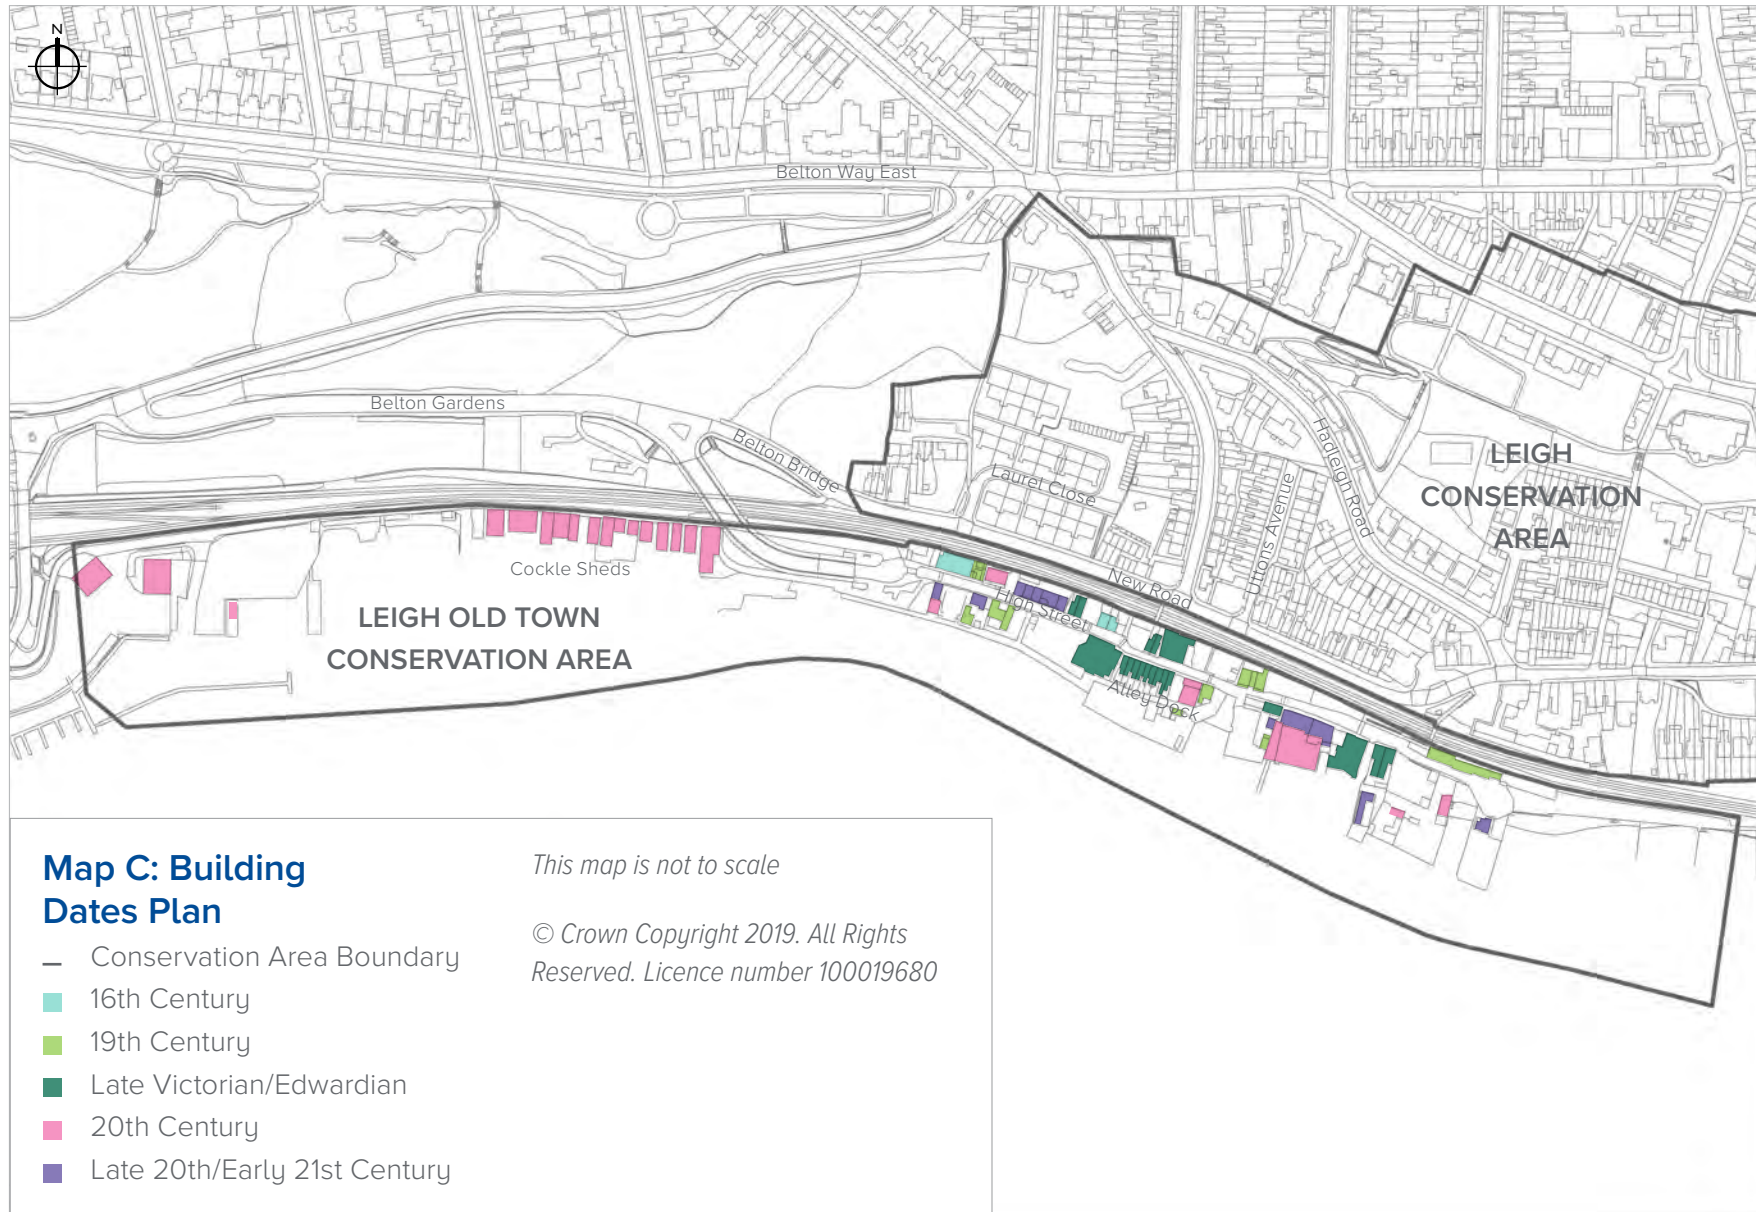 N
Belton Way East
Belton Gardens
Belton Bridge
Laurel Close
Uttons Avenue
Hadleigh Road
LEIGH
CONSERVATION
AREA
New Road
High Street
Cockle Sheds
LEIGH OLD TOWN
CONSERVATION AREA
Alley Dock
Map C: Building
Dates Plan
Conservation Area Boundary
16th Century
19th Century
Late Victorian/Edwardian
20th Century
Late 20th/Early 21st Century
This map is not to scale
© Crown Copyright 2019. All Rights
Reserved. Licence number 100019680